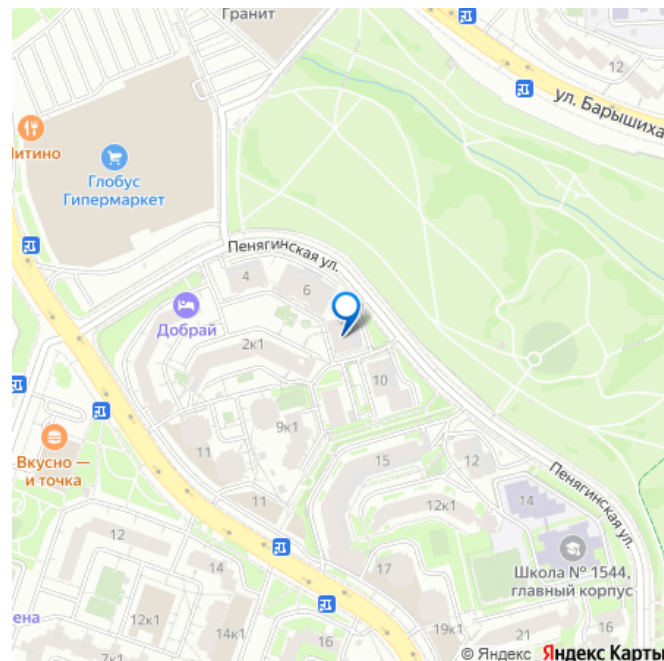 Гранит
12
ул. Барышиха
Митино
Глобус
Гипермаркет
Пенягинская ул.
4
6
Добрай
2к1
10
9к1
11
15
12
Вкусно —
и точка
11
12к1
14
Пенягинская ул.
12
14
17
Школа № 1544,
главный корпус
12к1
14к1
16
19к1
21
16
7к1
© Яндекс Яндекс Карты